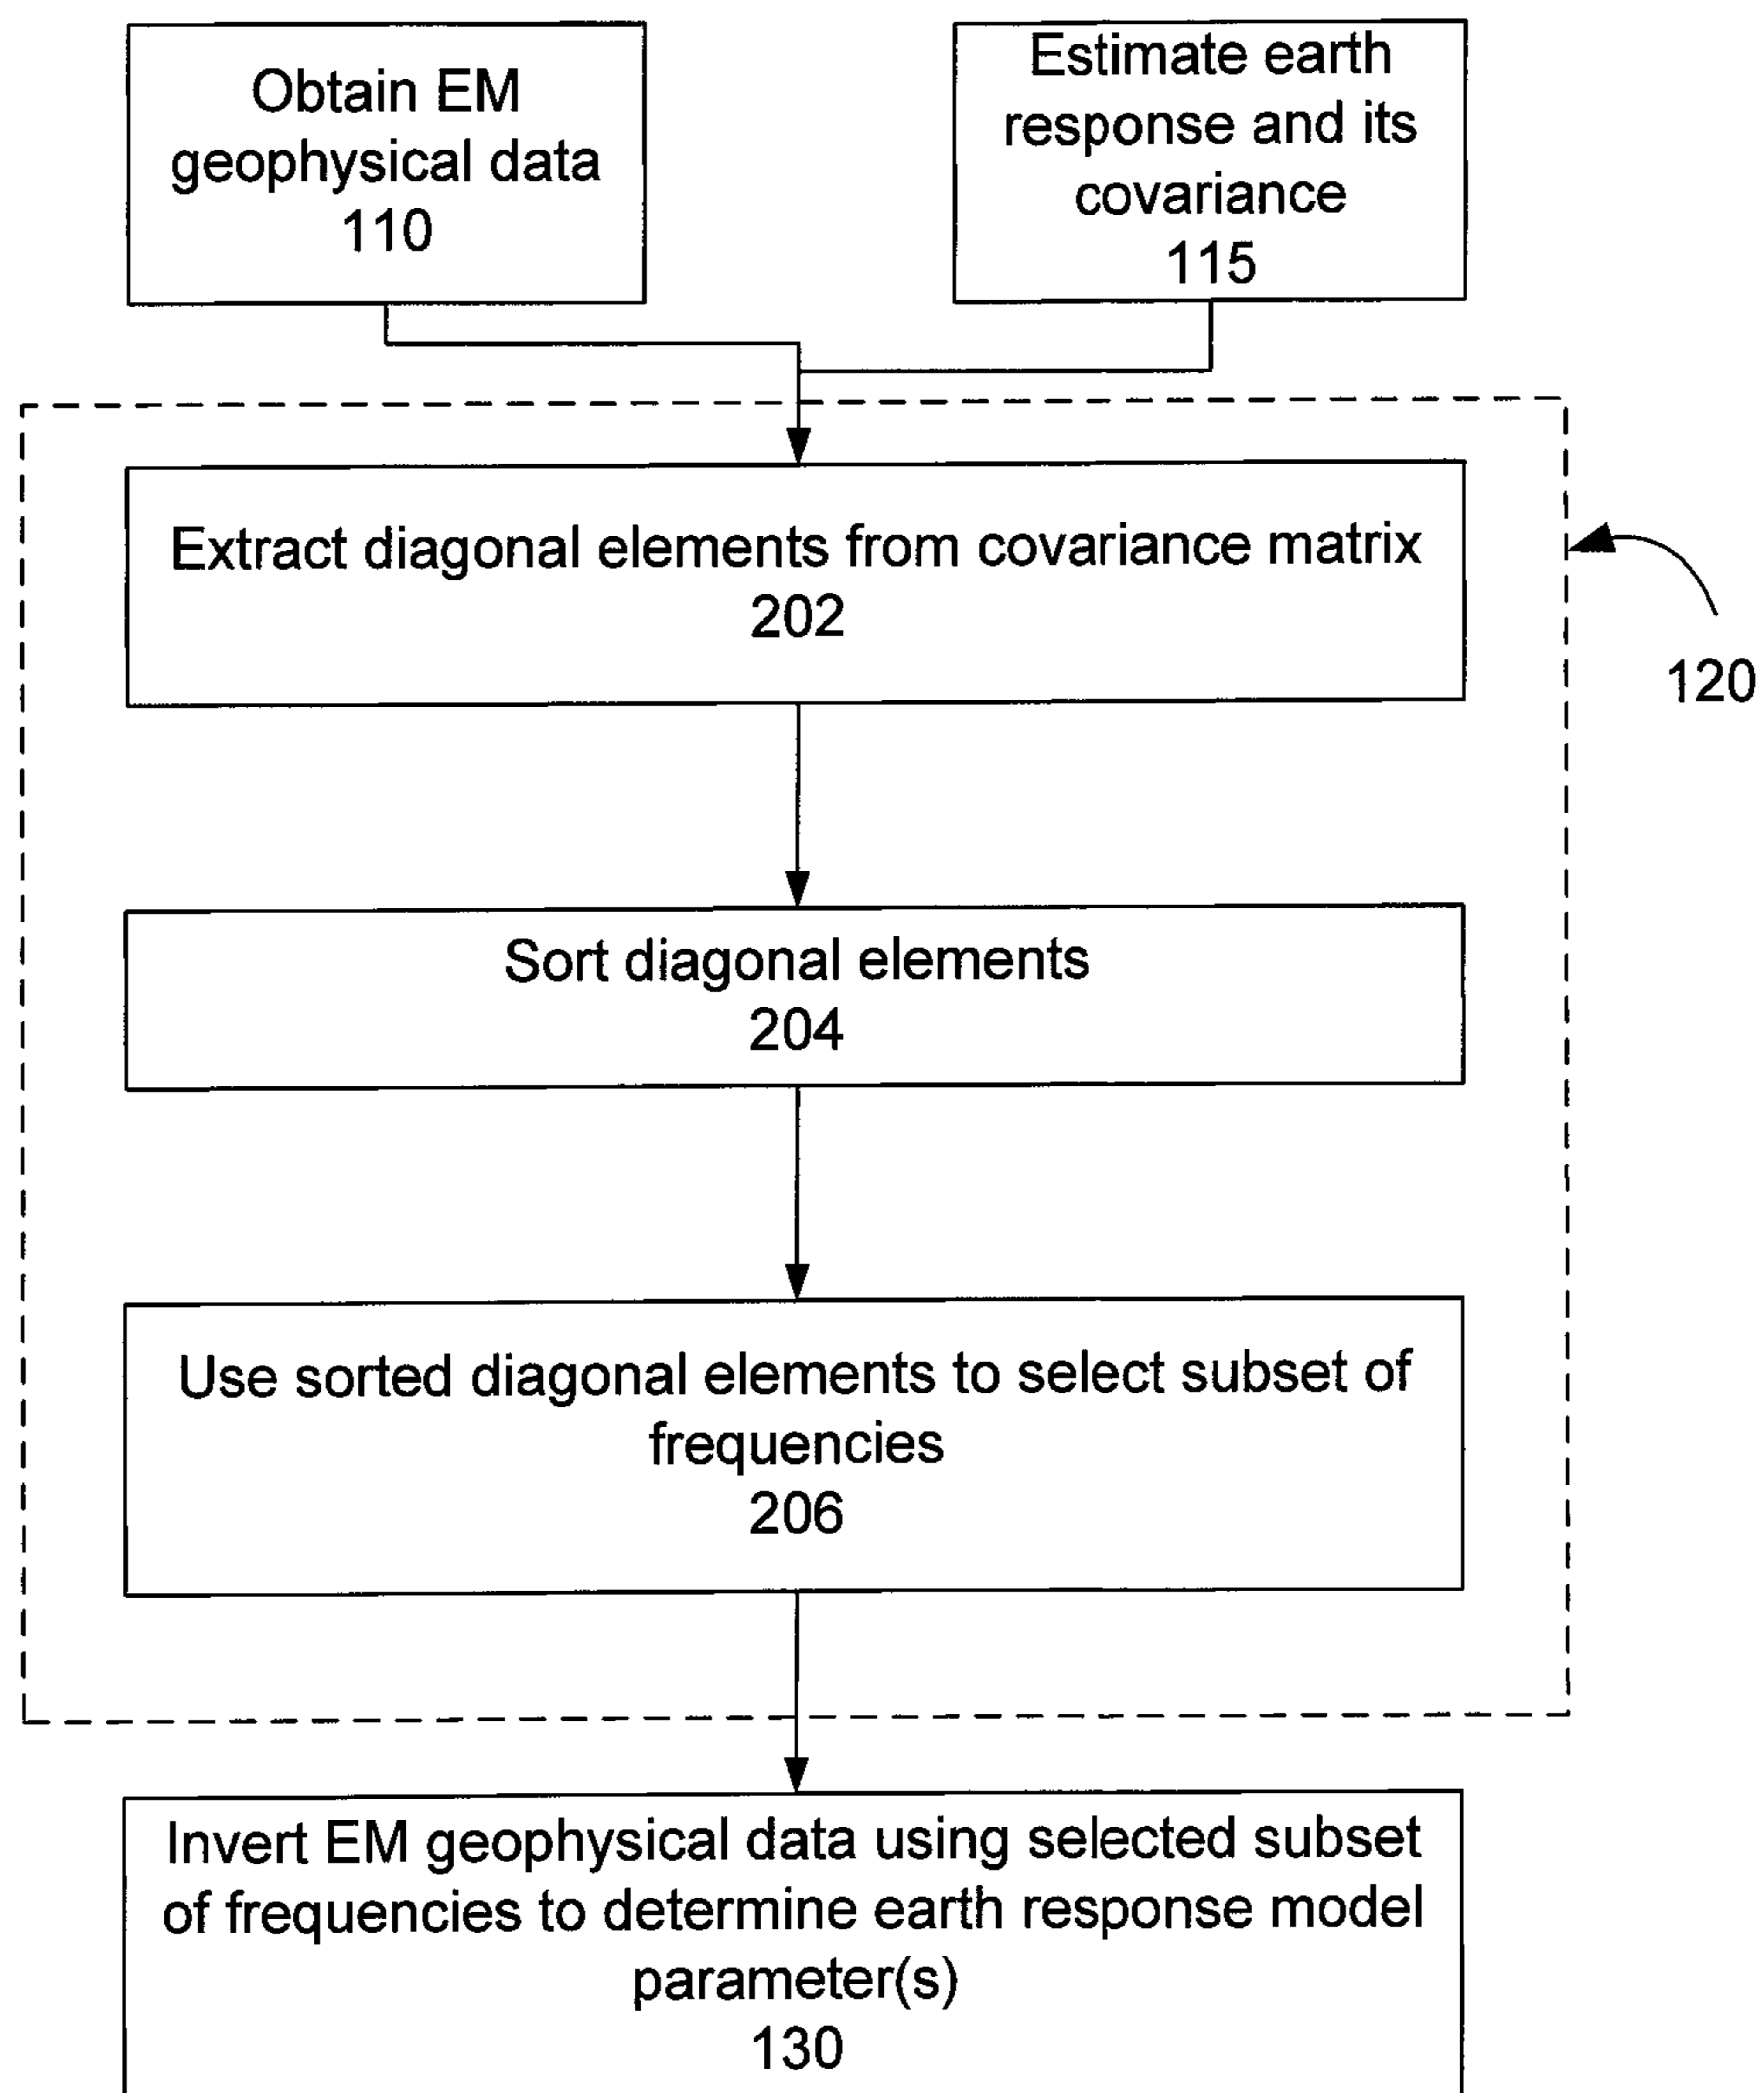 Obtain EM
geophysical data
110
Estimate earth
response and its
covariance
115
Extract diagonal elements from covariance matrix
202
120
Sort diagonal elements
204
Use sorted diagonal elements to select subset of
frequencies
206
Invert EM geophysical data using selected subset
of frequencies to determine earth response model
parameter(s)
130